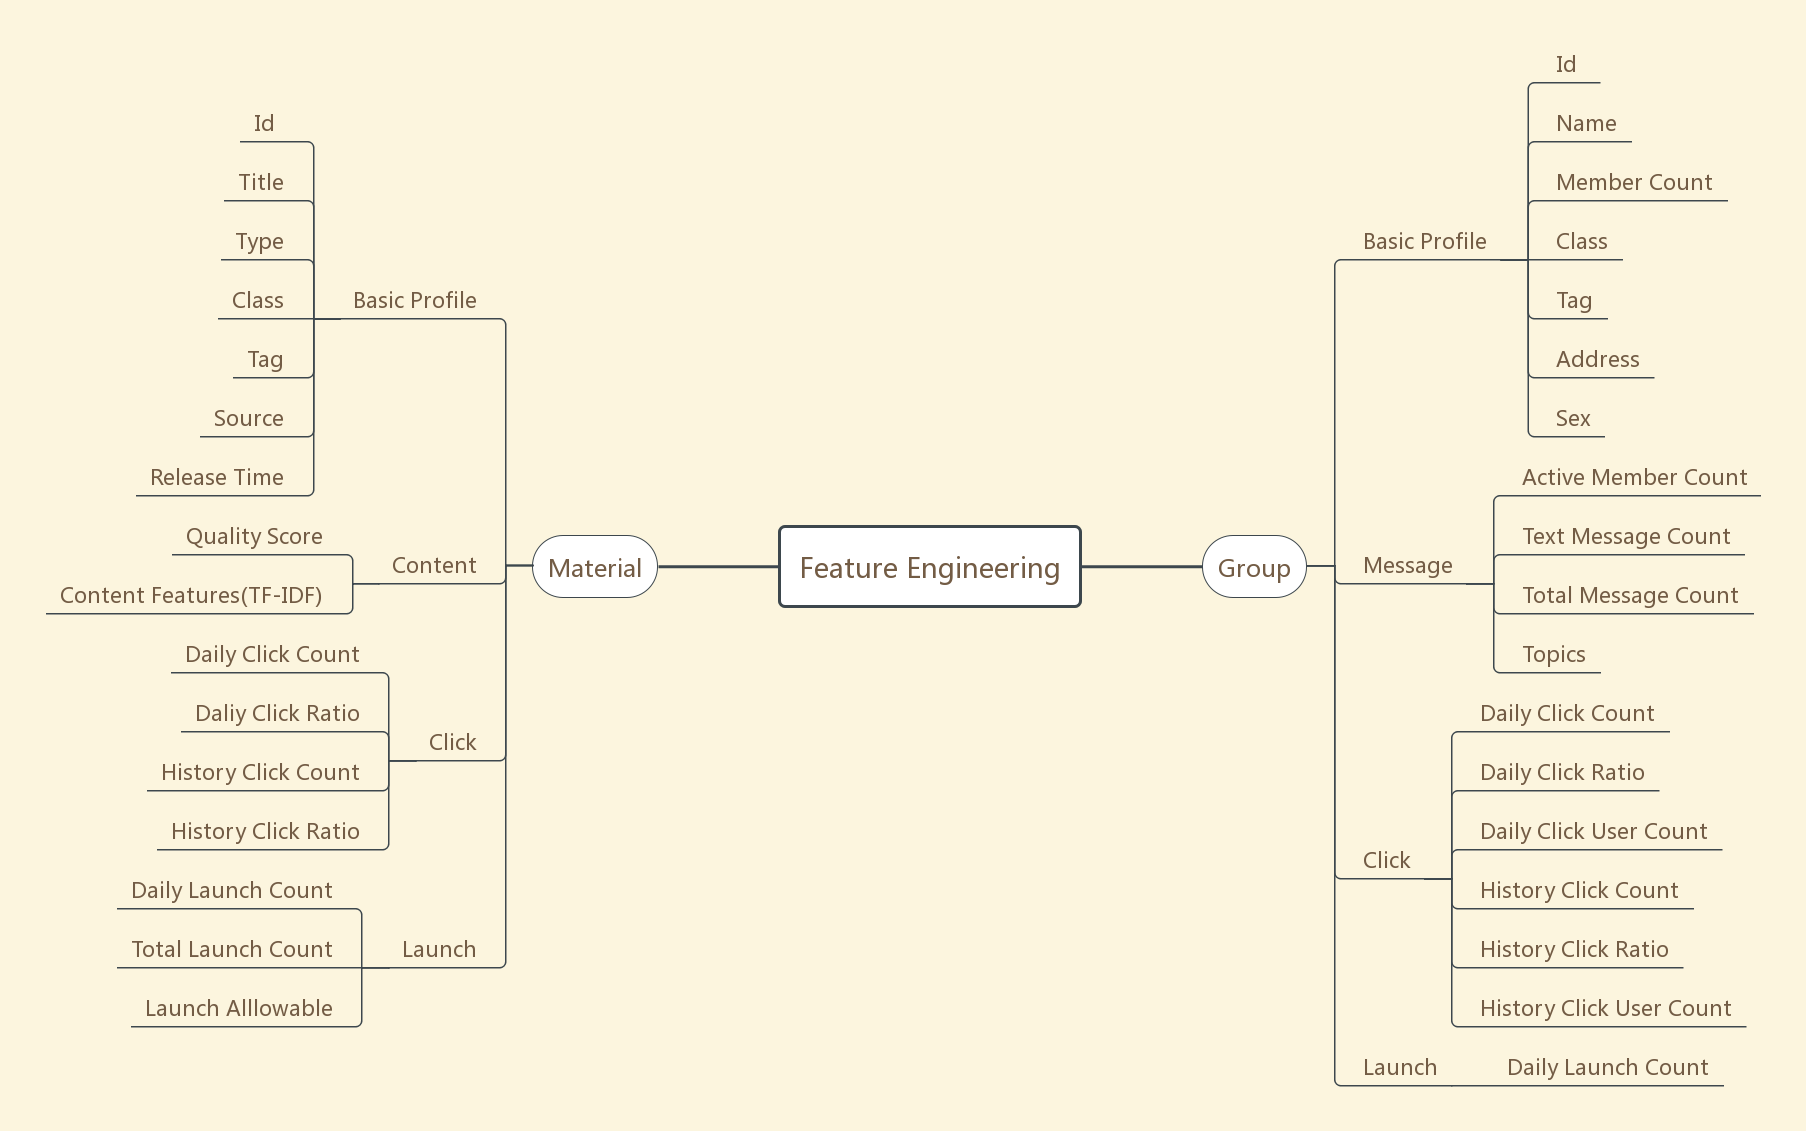 Feature Engineering
Material
Basic Profile
Id
Title
Type
Class
Tag
Source
Release Time
Content
Quality Score
Content Features(TF-IDF)
Click
Daily Click Count
Daliy Click Ratio
History Click Count
History Click Ratio
Launch
Daily Launch Count
Total Launch Count
Launch Alllowable
Group
Basic Profile
Id
Name
Member Count
Class
Tag
Address
Sex
Message
Active Member Count
Text Message Count
Total Message Count
Topics
Click
Daily Click Count
Daily Click Ratio
Daily Click User Count
History Click Count
History Click Ratio
History Click User Count
Launch
Daily Launch Count